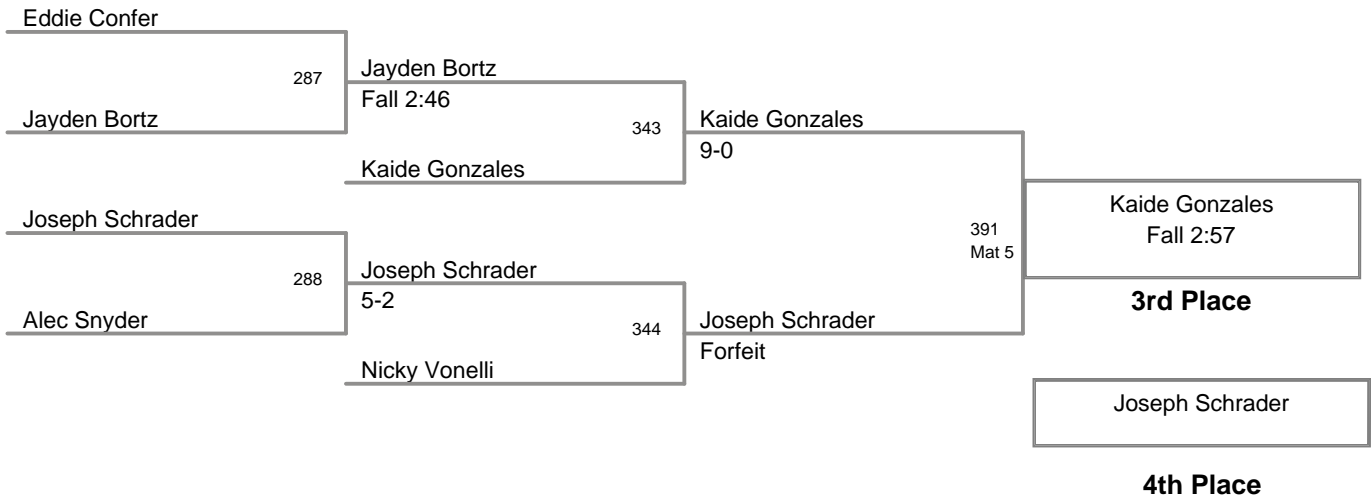 Eddie Confer
287
Jayden Bortz
Fall 2:46
Jayden Bortz
343
Kaide Gonzales
9-0
Kaide Gonzales
Joseph Schrader
391
Mat 5
Kaide Gonzales
Fall 2:57
3rd Place
288
Joseph Schrader
5-2
Alec Snyder
344
Joseph Schrader
Forfeit
Nicky Vonelli
Joseph Schrader
4th Place